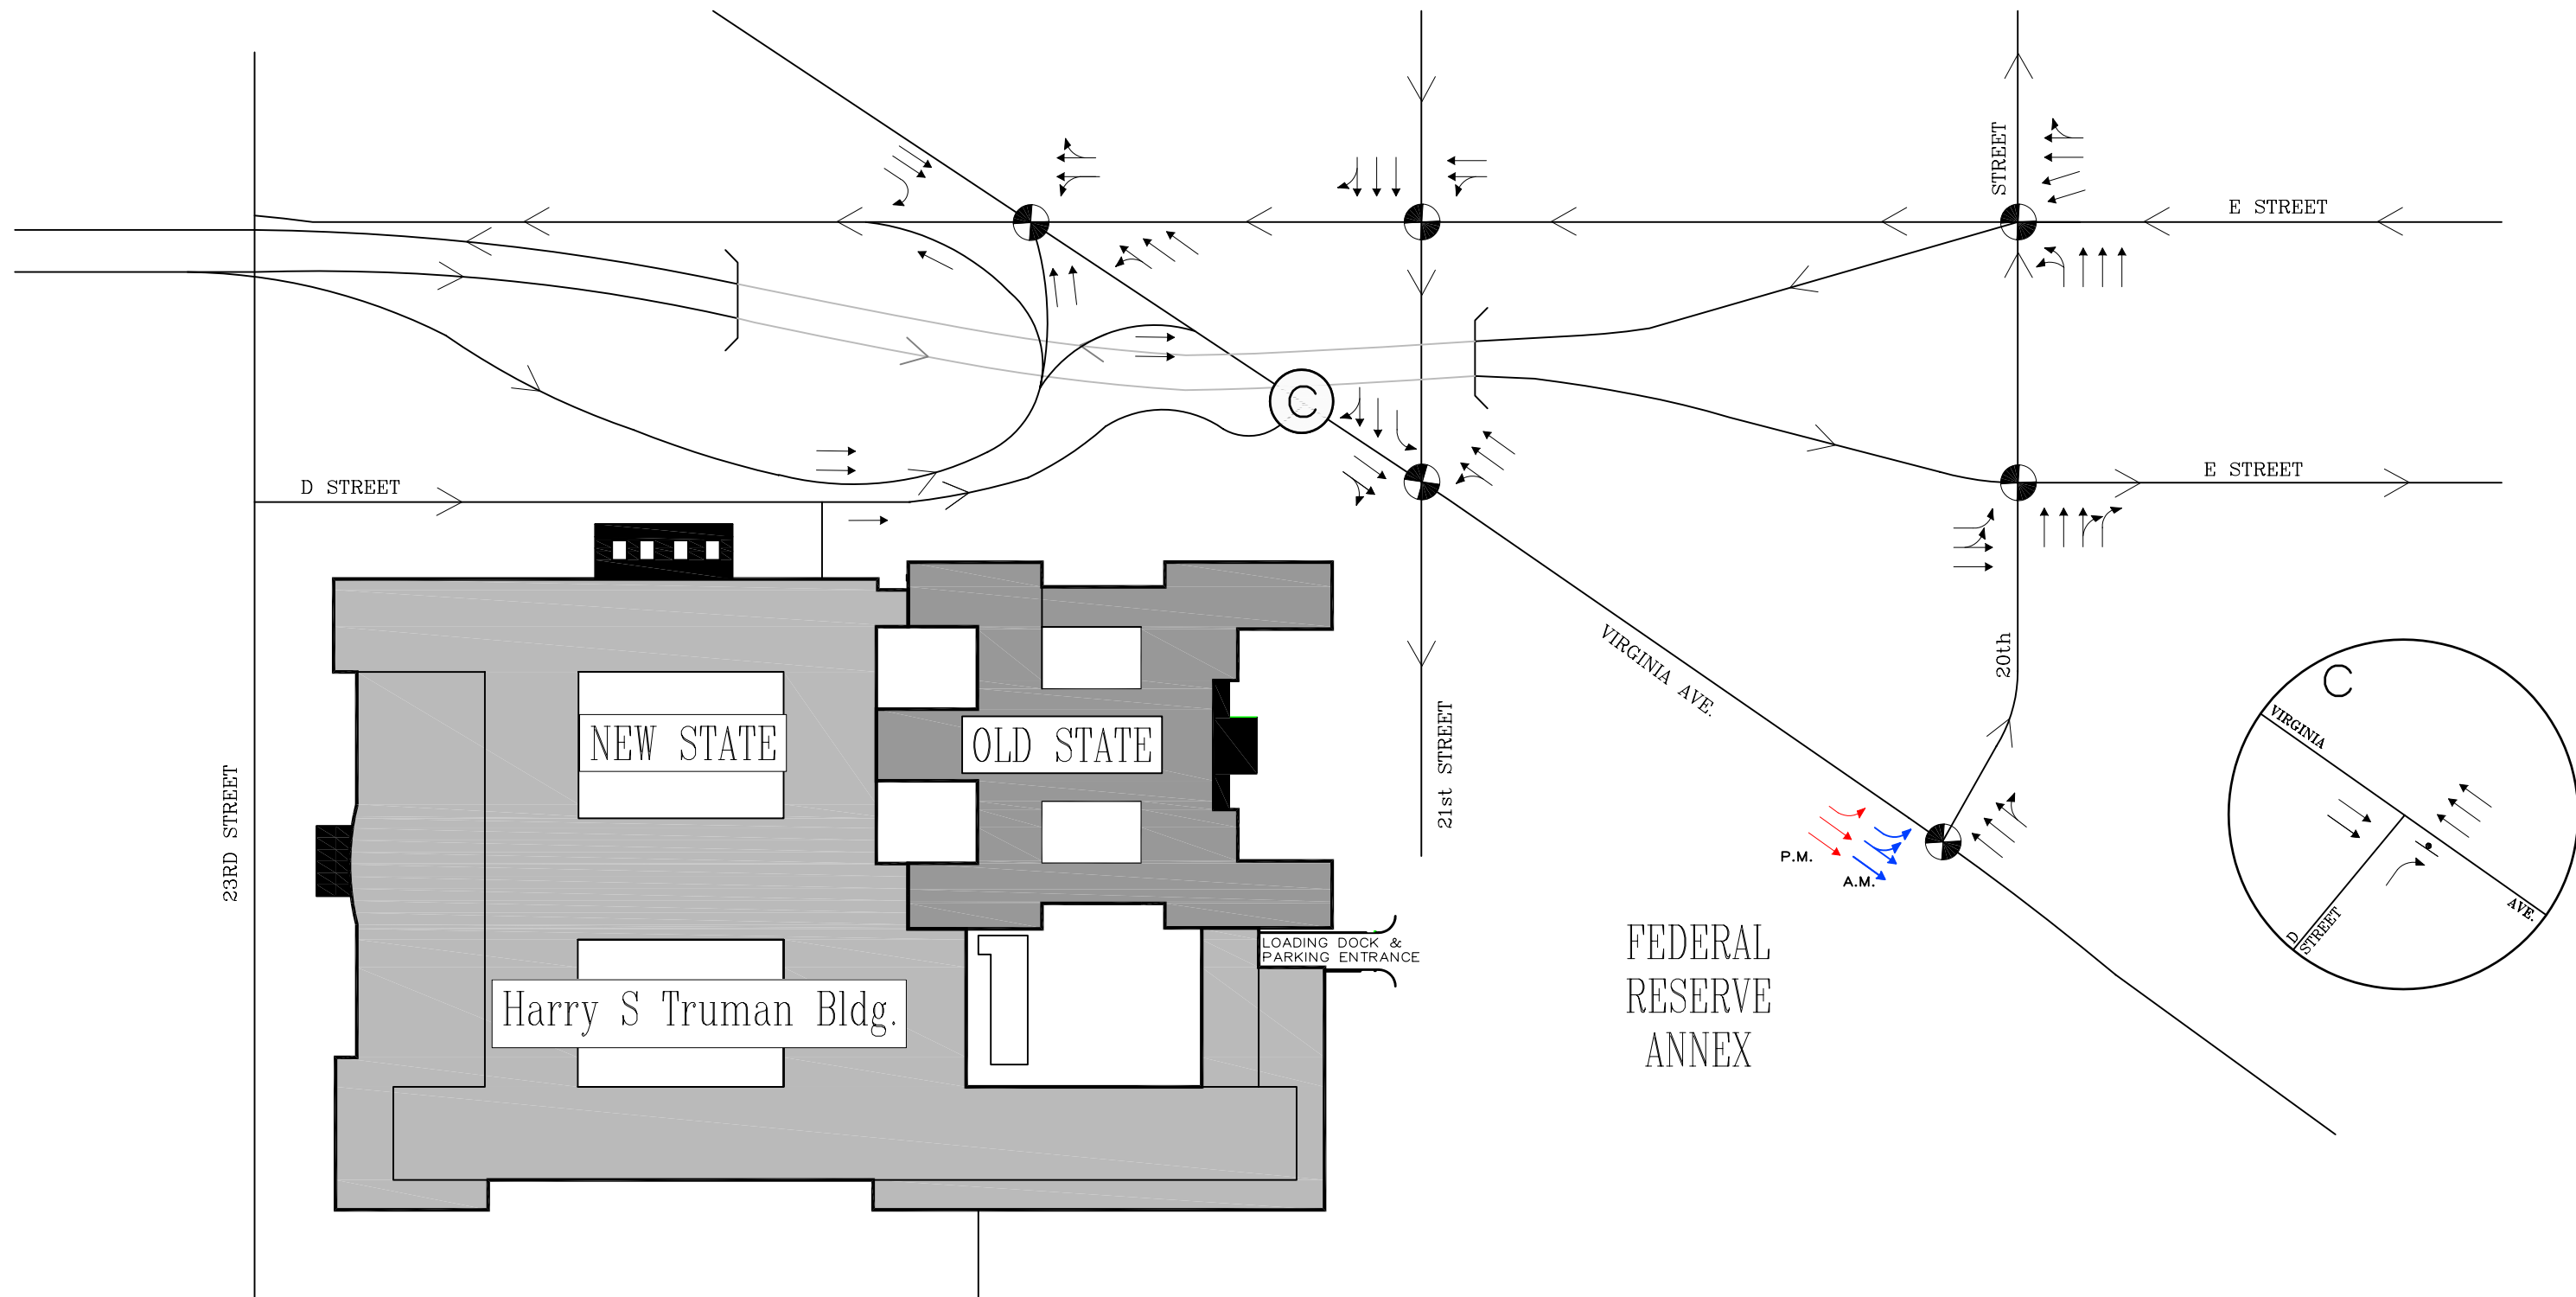 STREET
E STREET
C
D STREET
E STREET
VIRGINIA AVE.
20th
C
VIRGINIA
AVE.
D
STREET
NEW STATE
OLD STATE
21st STREET
23RD STREET
P.M.
A.M.
LOADING DOCK &
PARKING ENTRANCE
FEDERAL
RESERVE
ANNEX
Harry S Truman Bldg.